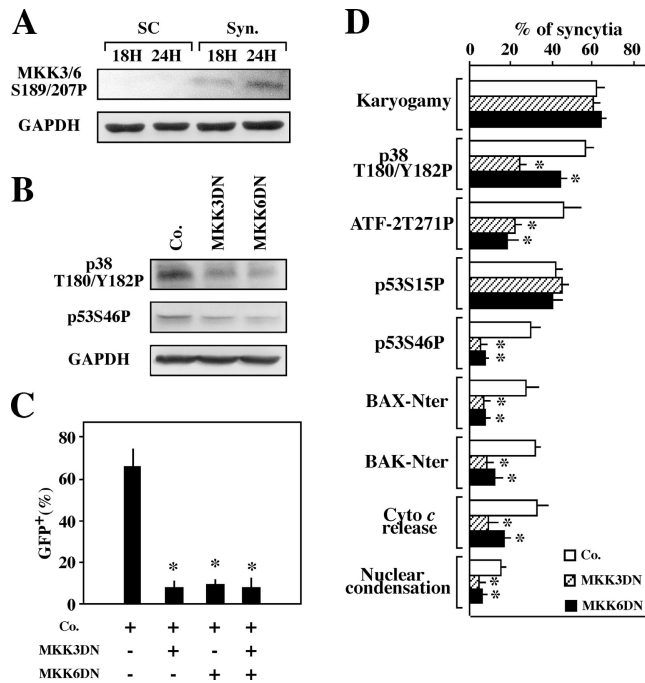 A
SC Syn.
18H 24H 18H 24H
MKK3/6
S189/207P
GAPDH
B
Co. MKK3DN MKK6DN
p38
T180/Y182P
p53S46P
GAPDH
C
GFP+(%)
80
60
40
20
0
* * *
Co. + + + +
MKK3DN - + - +
MKK6DN - - + +
D
% of syncytia
0 20 40 60 80
Karyogamy
p38
T180/Y182P
*
*
ATF-2T271P
*
*
p53S15P
p53S46P
*
*
BAX-Nter
*
*
BAK-Nter
*
*
Cyto c
release
*
*
Nuclear
condensation
*
*
Co.
MKK3DN
MKK6DN